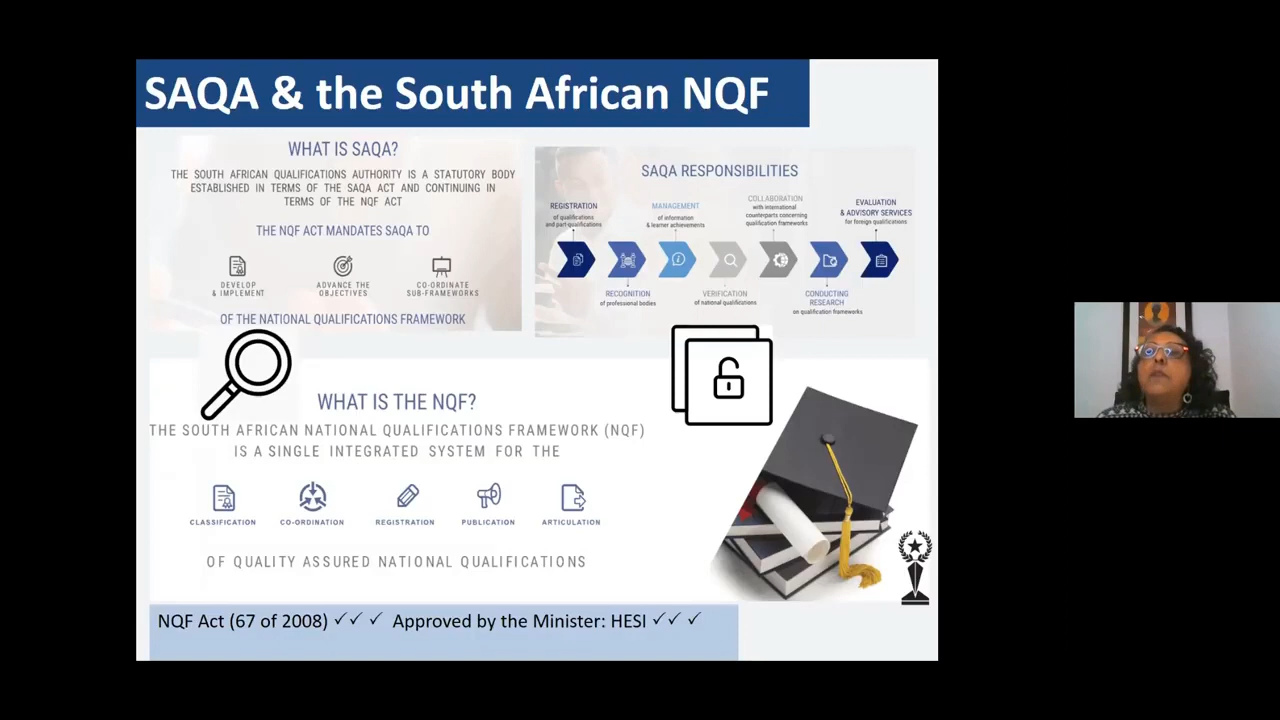 SAQA & the South African NQF
WHAT IS SAQA?
THE SOUTH AFRICAN QUALIFICATIONS AUTHORITY IS A STATUTORY BODY
ESTABLISHED IN TERMS OF THE SAQA ACT AND CONTINUING IN
TERMS OF THE NQF ACT
THE NQF ACT MANDATES SAQA TO
DEVELOP
& IMPLEMENT
ADVANCE THE
OBJECTIVES
CO-ORDINATE
SUB-FRAMEWORKS
OF THE NATIONAL QUALIFICATIONS FRAMEWORK
SAQA RESPONSIBILITIES
REGISTRATION
of qualifications
and part-qualifications
RECOGNITION
of professional bodies
MANAGEMENT
of information
& learner achievements
VERIFICATION
of national qualifications
COLLABORATION
with international
counterparts concerning
qualification frameworks
CONDUCTING
RESEARCH
on qualification frameworks
EVALUATION
& ADVISORY SERVICES
for foreign qualifications
WHAT IS THE NQF?
THE SOUTH AFRICAN NATIONAL QUALIFICATIONS FRAMEWORK (NQF)
IS A SINGLE INTEGRATED SYSTEM FOR THE
CLASSIFICATION
CO-ORDINATION
REGISTRATION
PUBLICATION
ARTICULATION
OF QUALITY ASSURED NATIONAL QUALIFICATIONS
NQF Act (67 of 2008) ✓✓ ✓ Approved by the Minister: HESI ✓✓ ✓